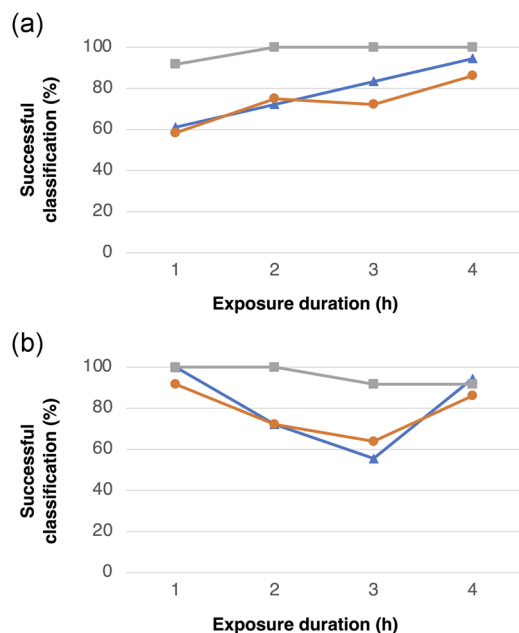 (a)
Successful
classification (%)
100
80
60
40
20
0
1 2 3 4
Exposure duration (h)
(b)
Successful
classification (%)
100
80
60
40
20
0
1 2 3 4
Exposure duration (h)